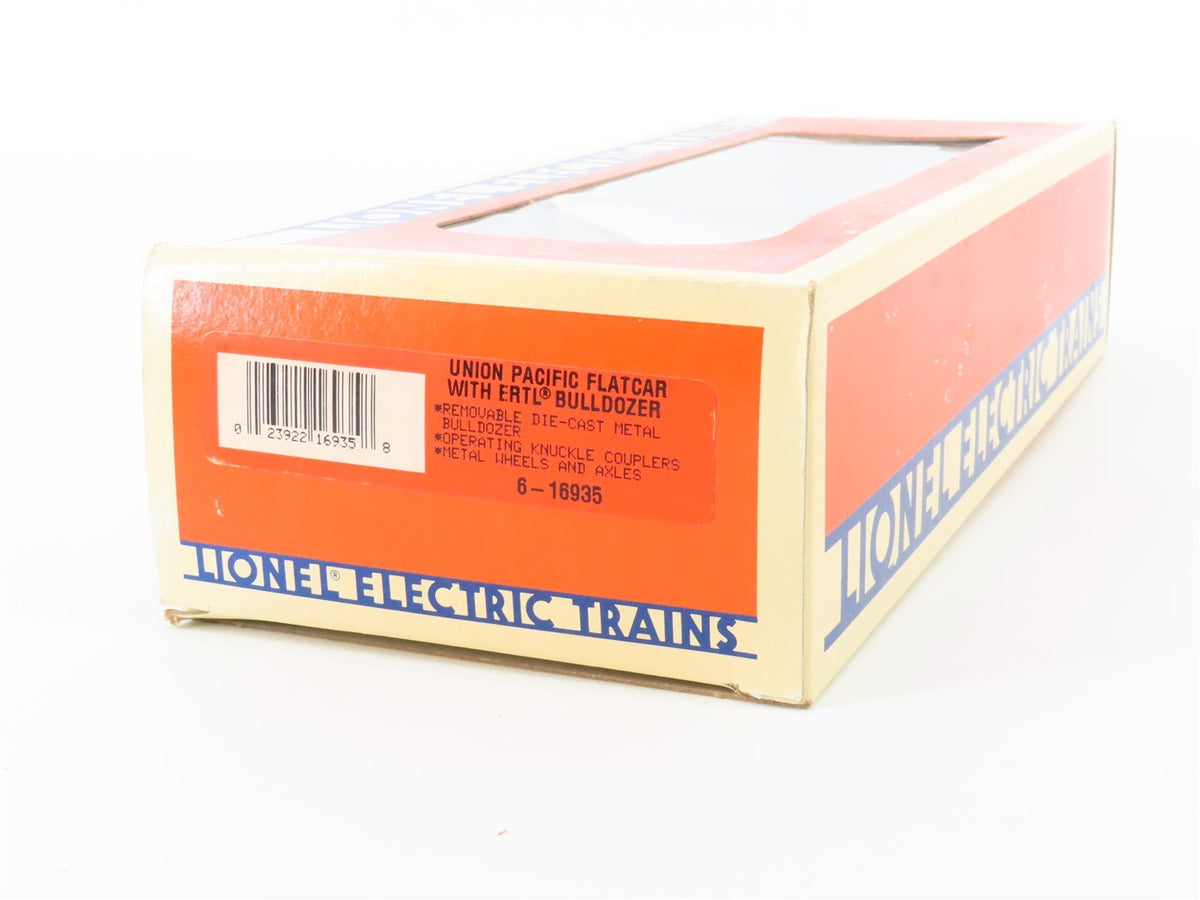 LIONEL ELECTRIC TRAINS
UNION PACIFIC FLATCAR
WITH ERTL® BULLDOZER
*REMOVABLE DIE-CAST METAL
BULLDOZER
*OPERATING KNUCKLE COUPLERS
*METAL WHEELS AND AXLES
6-16935
0 23922 16935 8
LIONEL® ELECTRIC TRAINS
LIONEL ELECTRIC TRAINS